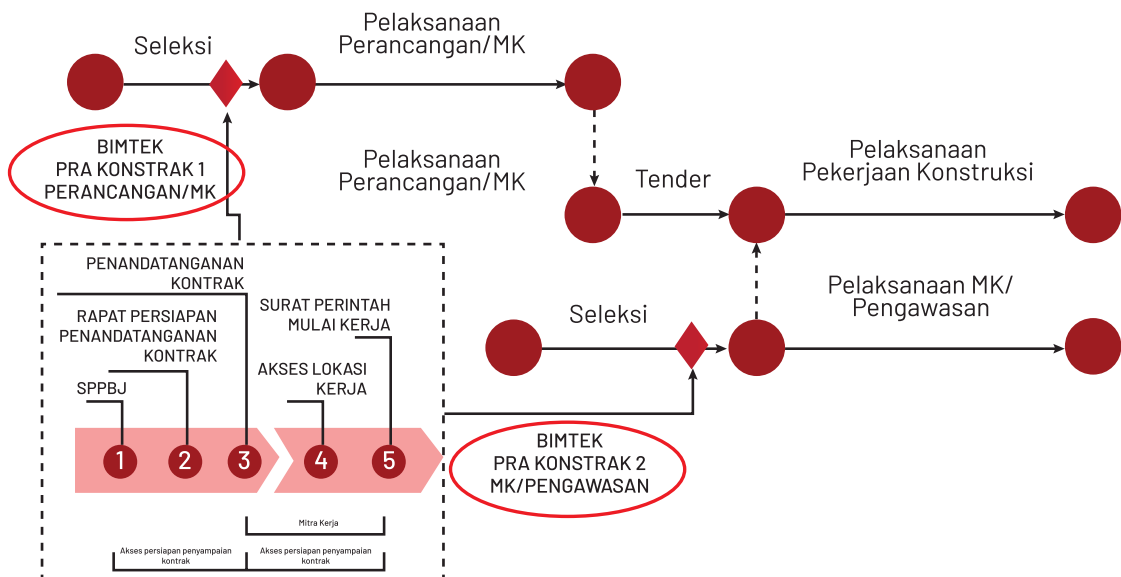 Seleksi
Pelaksanaan
Perancangan/MK
BIMTEK
PRA KONSTRAK 1
PERANCANGAN/MK
Pelaksanaan
Perancangan/MK
Tender
Pelaksanaan
Pekerjaan Konstruksi
PENANDATANGANAN
KONTRAK
RAPAT PERSIAPAN
PENANDATANGANAN
KONTRAK
SPPBJ
SURAT PERINTAH
MULAI KERJA
AKSES LOKASI
KERJA
Seleksi
Pelaksanaan MK/
Pengawasan
1
2
3
4
5
BIMTEK
PRA KONSTRAK 2
MK/PENGAWASAN
Mitra Kerja
Akses persiapan penyampaian
kontrak
Akses persiapan penyampaian
kontrak